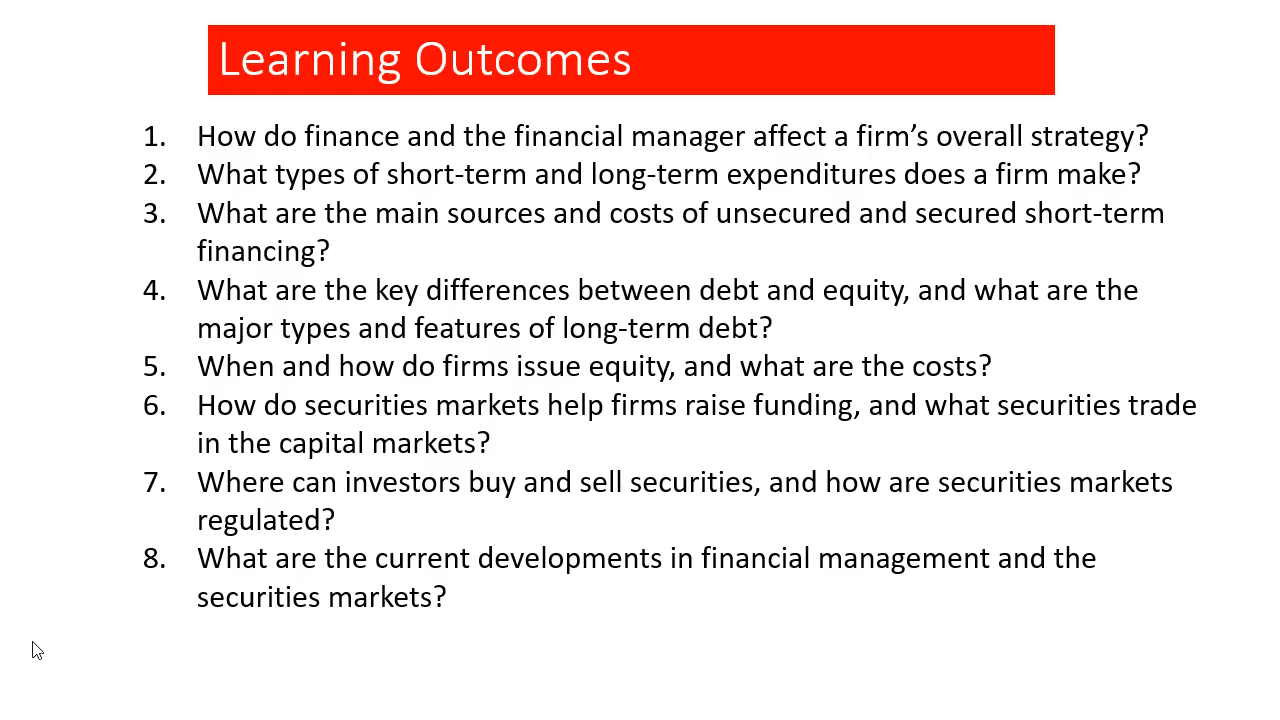 Learning Outcomes
1. How do finance and the financial manager affect a firm’s overall strategy?
2. What types of short-term and long-term expenditures does a firm make?
3. What are the main sources and costs of unsecured and secured short-term
financing?
4. What are the key differences between debt and equity, and what are the
major types and features of long-term debt?
5. When and how do firms issue equity, and what are the costs?
6. How do securities markets help firms raise funding, and what securities trade
in the capital markets?
7. Where can investors buy and sell securities, and how are securities markets
regulated?
8. What are the current developments in financial management and the
securities markets?